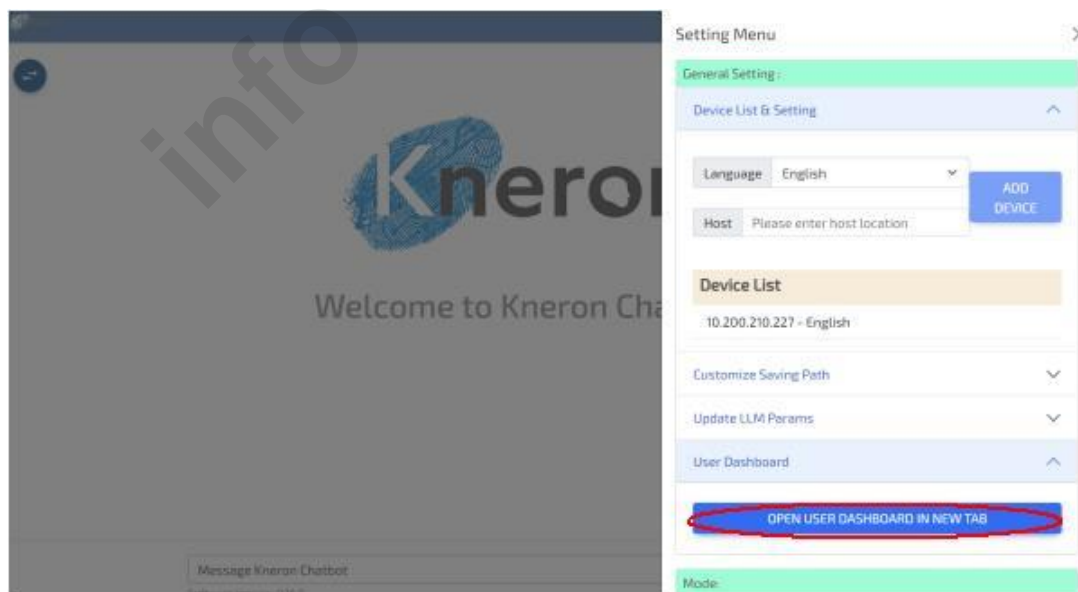 info
Kneron
Welcome to Kneron Cha
Message Kneron Chatbot
Setting Menu
General Setting :
Device List & Setting
Language English
ADD
DEVICE
Host Please enter host location
Device List
10.200.210.227 - English
Customize Saving Path
Update LLM Params
User Dashboard
OPEN USER DASHBOARD IN NEW TAB
Mode: